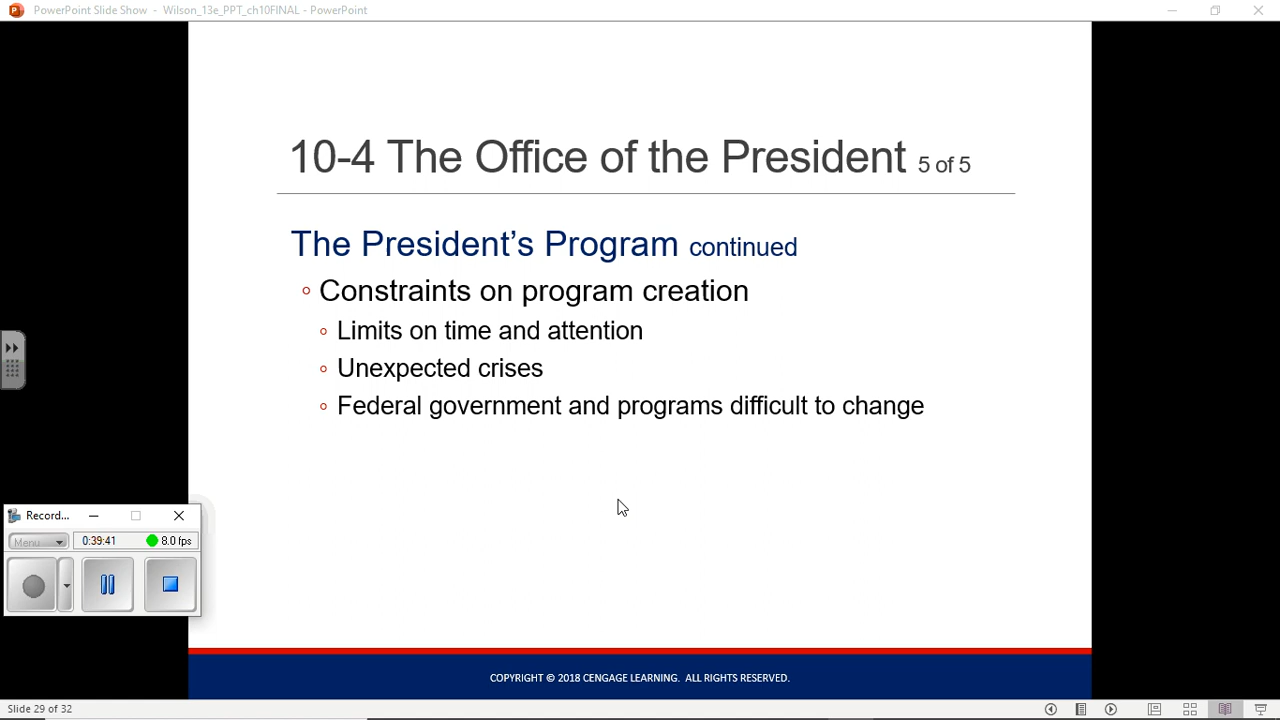 PowerPoint Slide Show - Wilson_13e_PPT_ch10FINAL - PowerPoint
10-4 The Office of the President 5 of 5
The President’s Program continued
Constraints on program creation
Limits on time and attention
Unexpected crises
Federal government and programs difficult to change
Record...
Menu
0:39:41
8.0 fps
COPYRIGHT © 2018 CENGAGE LEARNING. ALL RIGHTS RESERVED.
Slide 29 of 32